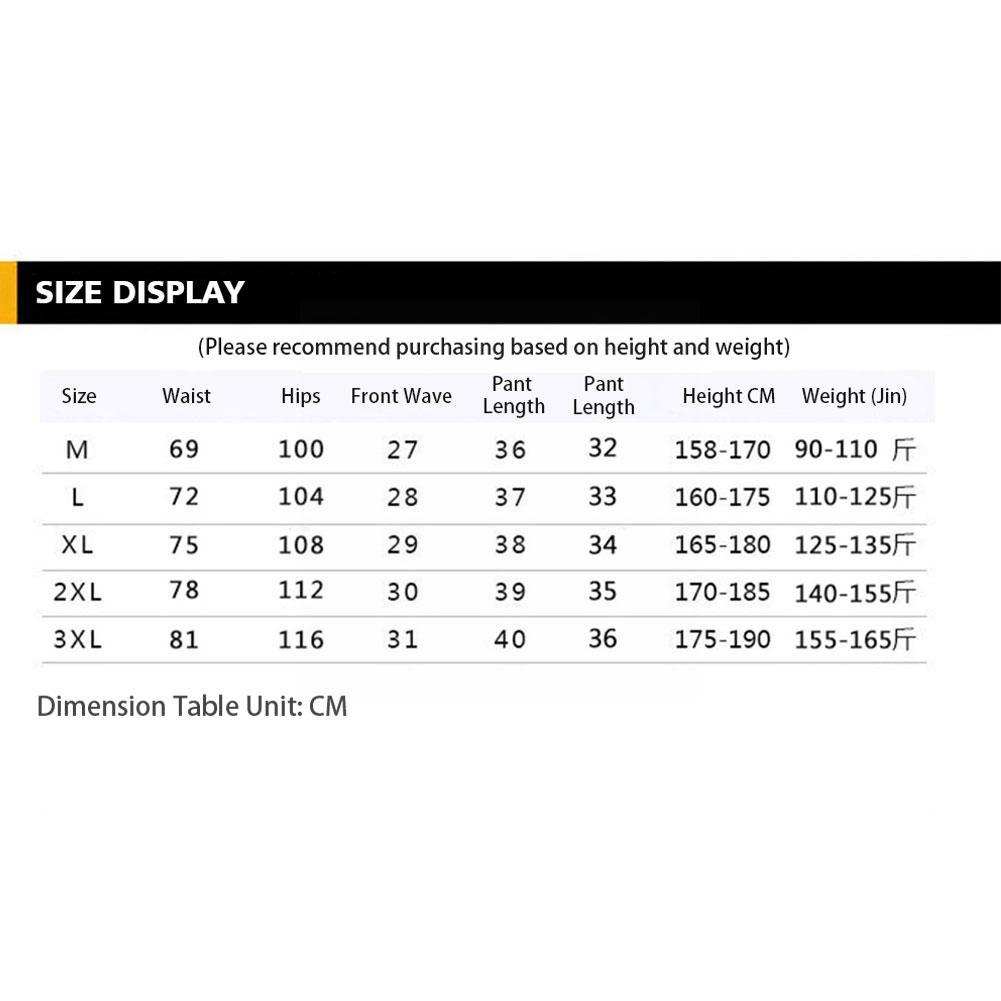 SIZE DISPLAY
(Please recommend purchasing based on height and weight)
Size Waist Hips Front Wave Pant Length Pant Length Height CM Weight (Jin)
M 69 100 27 36 32 158-170 90-110 斤
L 72 104 28 37 33 160-175 110-125斤
XL 75 108 29 38 34 165-180 125-135斤
2XL 78 112 30 39 35 170-185 140-155斤
3XL 81 116 31 40 36 175-190 155-165斤
Dimension Table Unit: CM